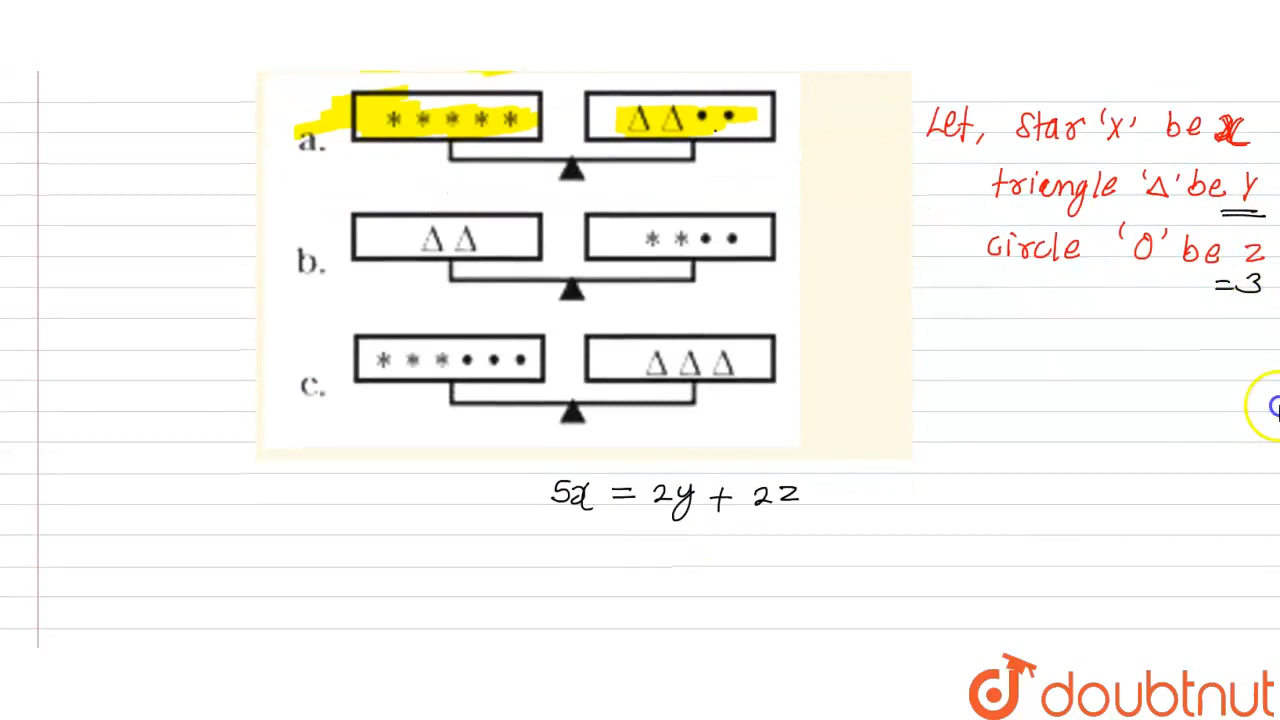 a. * * * * * Δ Δ • •
b. Δ Δ * * • •
c. * * * • • • Δ Δ Δ
Let, star 'x' be x
triangle 'Δ' be y
circle 'O' be z
=3
5x = 2y + 2z
doubtnut